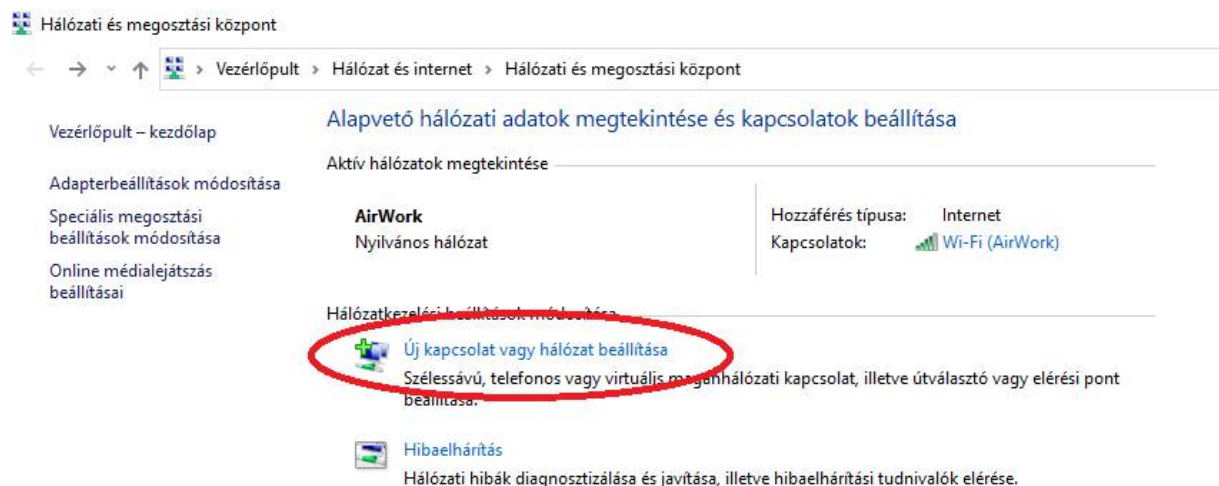 Hálózati és megosztási központ
Vezérlőpult > Hálózat és internet > Hálózati és megosztási központ
Vezérlőpult – kezdőlap
Adapterbeállítások módosítása
Speciális megosztási
beállítások módosítása
Online médialejátszás
beállításai
Alapvető hálózati adatok megtekintése és kapcsolatok beállítása
Aktív hálózatok megtekintése
AirWork
Nyilvános hálózat
Hozzáférés típusa: Internet
Kapcsolatok: Wi-Fi (AirWork)
Hálózatkezelési beállítások módosítása
Új kapcsolat vagy hálózat beállítása
Szélessávú, telefonos vagy virtuális magánhálózati kapcsolat, illetve útválasztó vagy elérési pont
beállítása.
Hibaelhárítás
Hálózati hibák diagnosztizálása és javítása, illetve hibaelhárítási tudnivalók elérése.